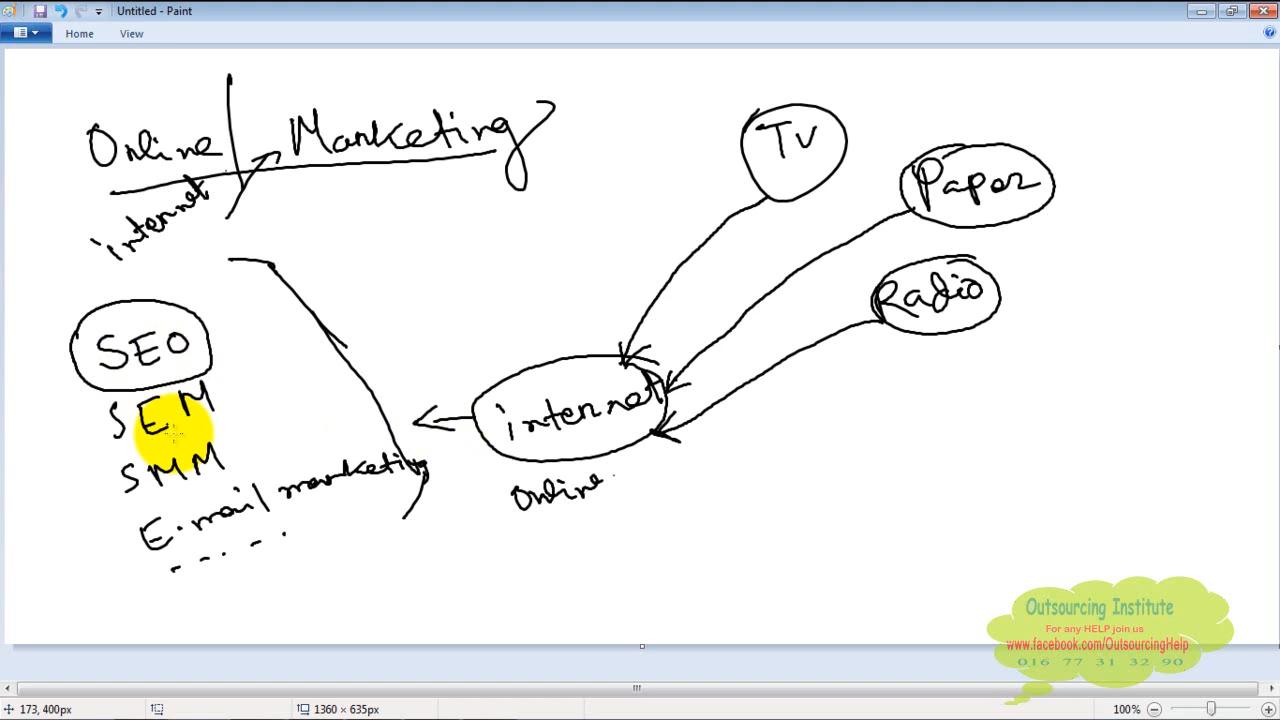 Untitled - Paint
Home View
Online Marketing
internet
TV
Paper
Radio
SEO
SEM
SMM
E-mail marketing
internet
Online
Outsourcing Institute
For any HELP join us
www.facebook.com/OutsourcingHelp
016 77 31 32 90
173, 400px
1360 × 635px
100%